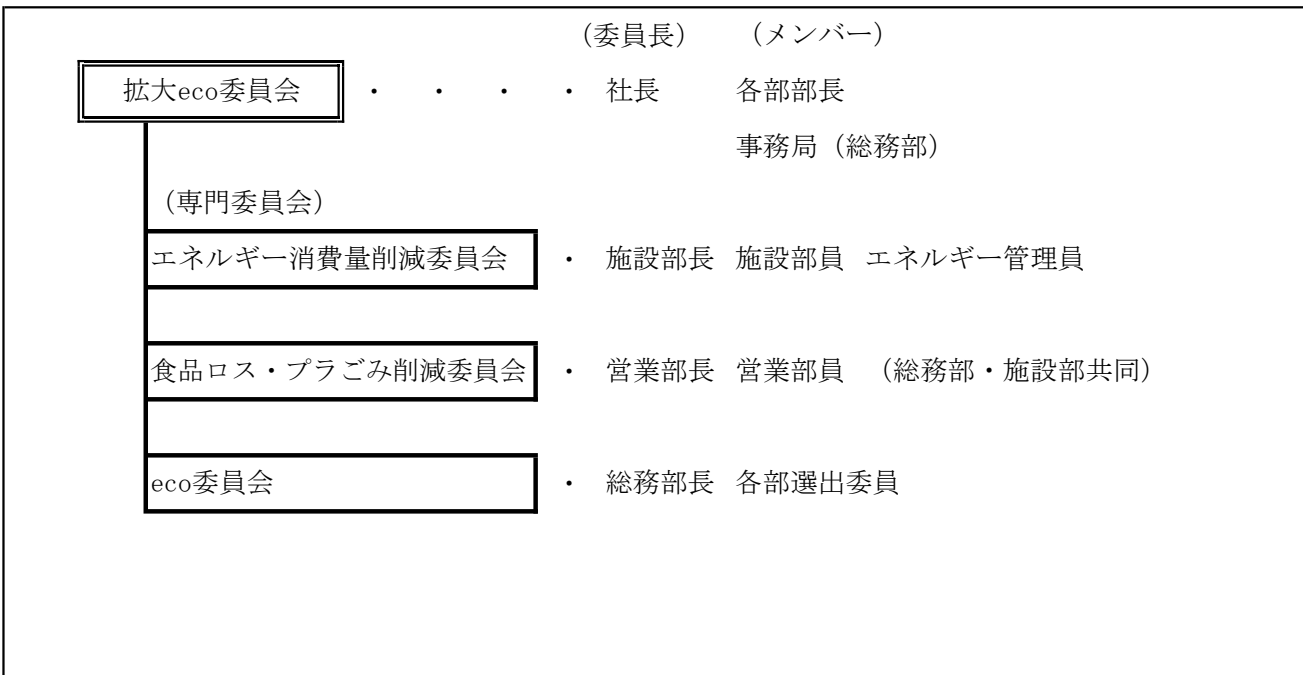 （委員長） （メンバー）
拡大eco委員会 ・ ・ ・ ・ 社長 各部部長
事務局（総務部）
（専門委員会）
エネルギー消費量削減委員会 ・ 施設部長 施設部員 エネルギー管理員
食品ロス・プラごみ削減委員会 ・ 営業部長 営業部員 （総務部・施設部共同）
eco委員会 ・ 総務部長 各部選出委員